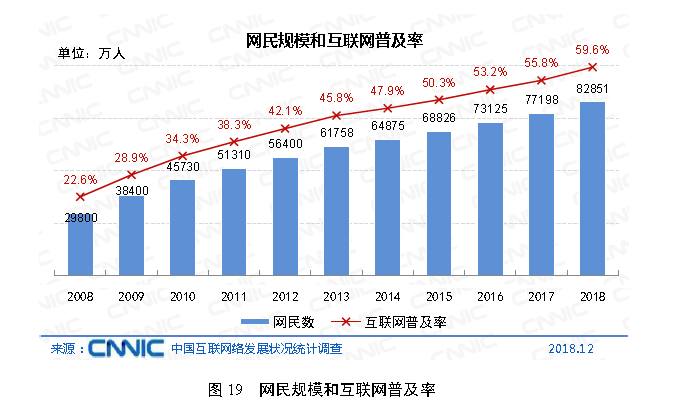 网民规模和互联网普及率
单位：万人
22.6% 28.9% 34.3% 38.3% 42.1% 45.8% 47.9% 50.3% 53.2% 55.8% 59.6%
29800 38400 45730 51310 56400 61758 64875 68826 73125 77198 82851
2008 2009 2010 2011 2012 2013 2014 2015 2016 2017 2018
网民数 互联网普及率
来源：CNNIC 中国互联网络发展状况统计调查 2018.12
图 19 网民规模和互联网普及率